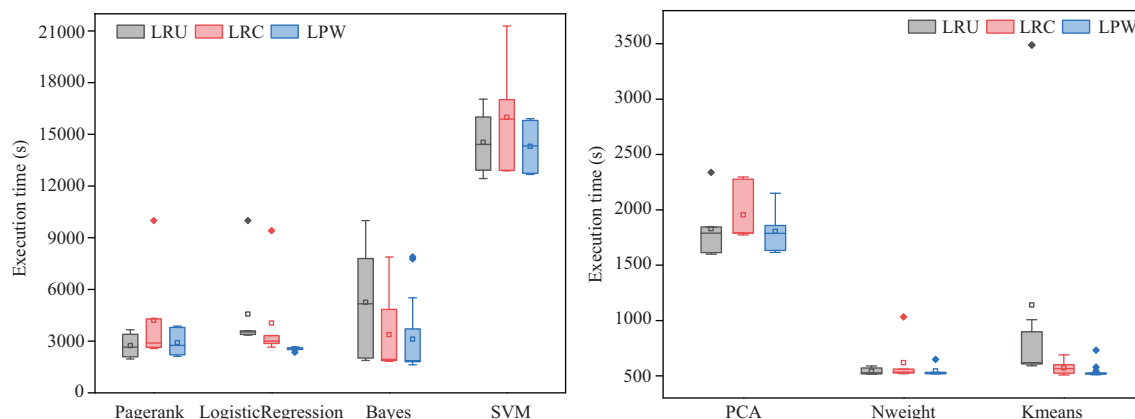 LRU LRC LPW
21000
18000
15000
12000
9000
6000
3000
0
Execution time (s)
Pagerank LogisticRegression Bayes SVM
LRU LRC LPW
3500
3000
2500
2000
1500
1000
500
Execution time (s)
PCA Nweight Kmeans